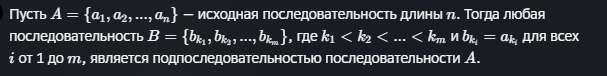 Пусть A = {a₁, a₂, ..., aₙ} – исходная последовательность длины n. Тогда любая
последовательность B = {b_{k₁}, b_{k₂}, ..., b_{kₘ}}, где k₁ < k₂ < ... < kₘ и b_{kᵢ} = a_{kᵢ} для всех
i от 1 до m, является подпоследовательностью последовательности A.